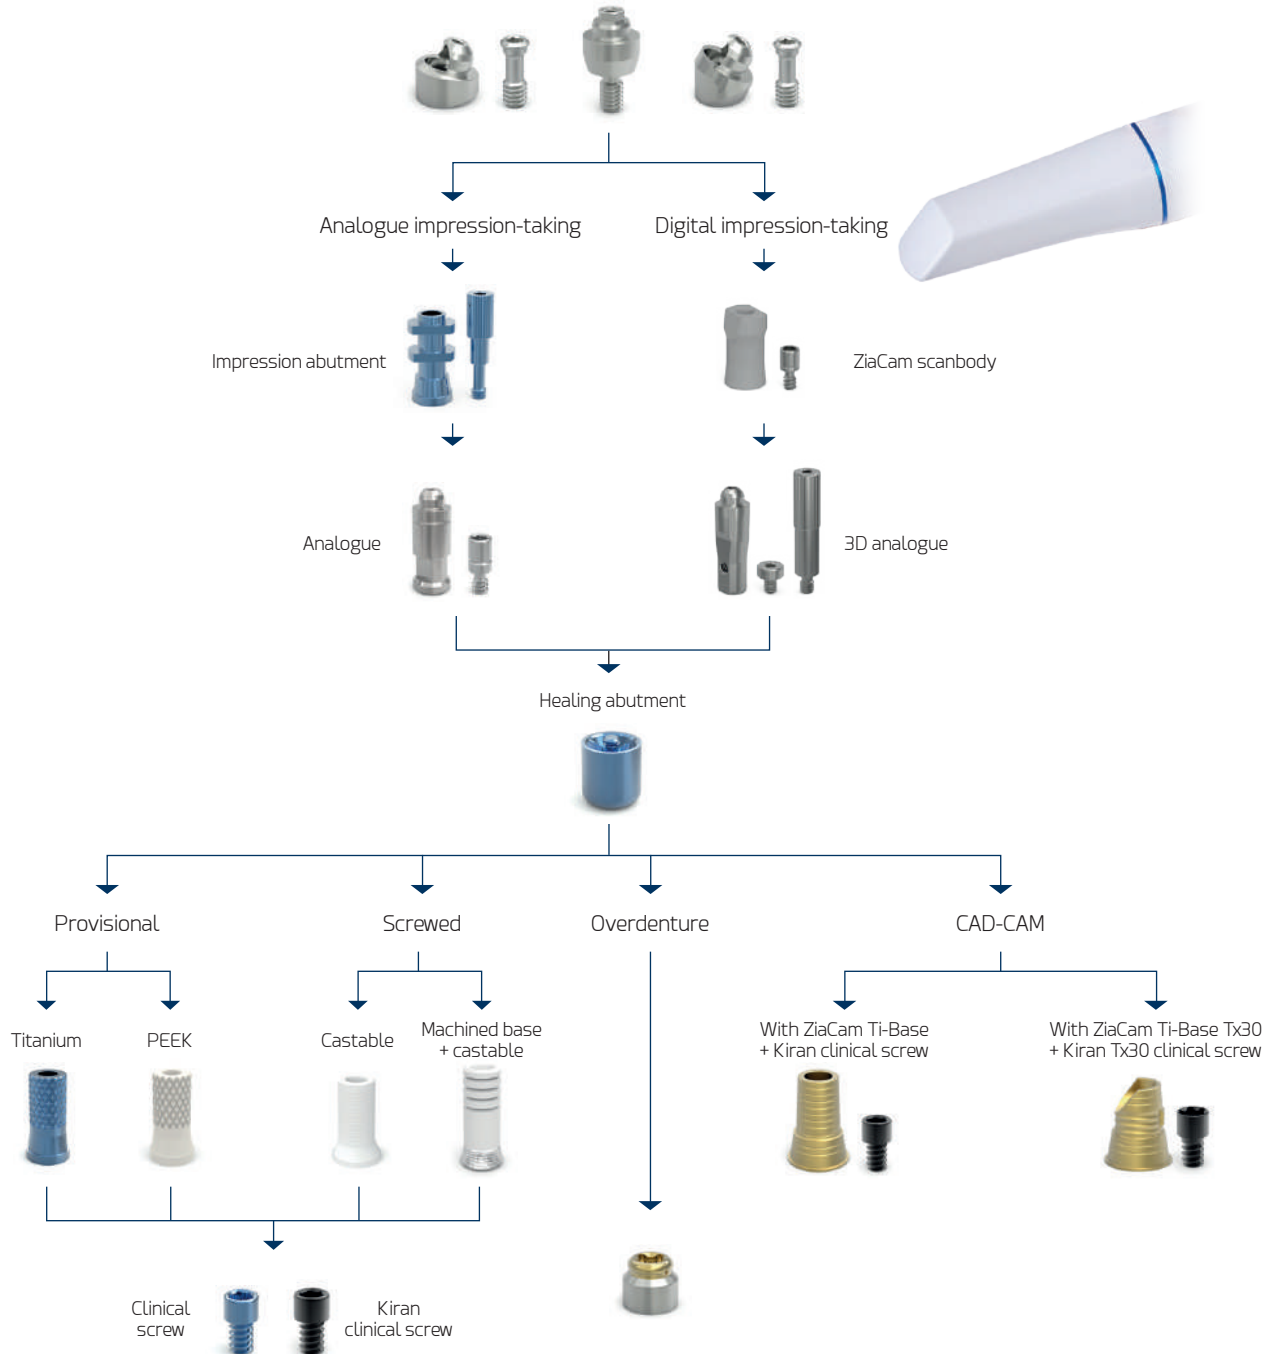 Analogue impression-taking
Digital impression-taking
Impression abutment
ZiaCam scanbody
Analogue
3D analogue
Healing abutment
Provisional
Screwed
Overdenture
CAD-CAM
Titanium
PEEK
Castable
Machined base
+ castable
With ZiaCam Ti-Base
+ Kiran clinical screw
With ZiaCam Ti-Base Tx30
+ Kiran Tx30 clinical screw
Clinical
screw
Kiran
clinical screw